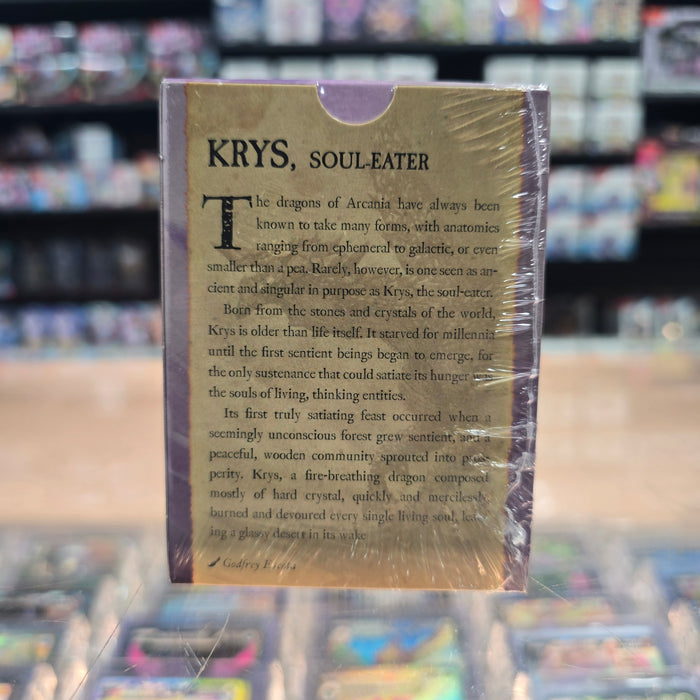 KRYS, SOUL-EATER
The dragons of Arcania have always been
known to take many forms, with anatomies
ranging from ephemeral to galactic, or even
smaller than a pea. Rarely, however, is one seen as an-
cient and singular in purpose as Krys, the soul-eater.
Born from the stones and crystals of the world,
Krys is older than life itself. It starved for millennia
until the first sentient beings began to emerge, for
the only sustenance that could satiate its hunger was
the souls of living, thinking entities.
Its first truly satiating feast occurred when a
seemingly unconscious forest grew sentient, and a
peaceful, wooden community sprouted into pros-
perity. Krys, a fire-breathing dragon composed
mostly of hard crystal, quickly and mercilessly
burned and devoured every single living soul, leav-
ing a glassy desert in its wake
Godfrey